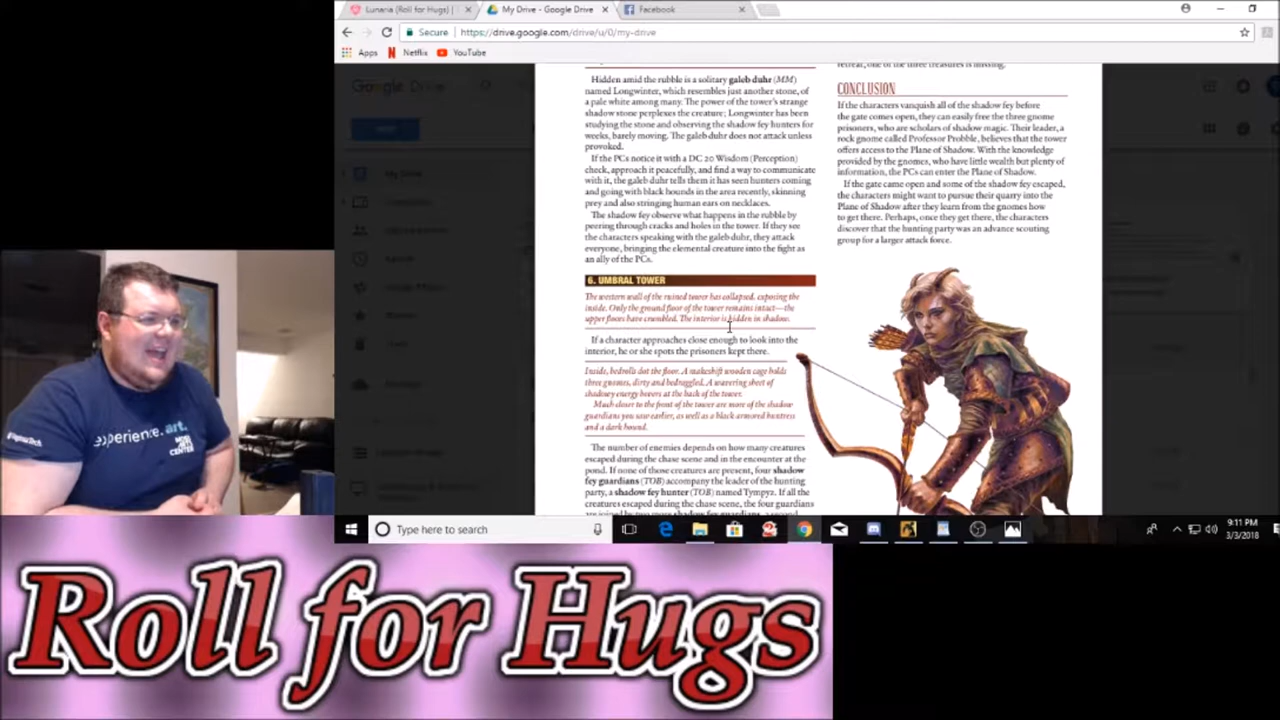 Lunaria (Roll for Hugs) |
My Drive - Google Drive
Facebook
Secure
https://drive.google.com/drive/u/0/my-drive
Apps
Netflix
YouTube
Google Drive
Hidden amid the rubble is a solitary galeb duhr (MM)
named Longwinter, which resembles just another stone, of
a pale white among many. The power of the tower's strange
shadow stone perplexes the creature; Longwinter has been
studying the stone and observing the shadow fey hunters for
weeks, barely moving. The galeb duhr does not attack unless
provoked.
If the PCs notice it with a DC 20 Wisdom (Perception)
check, approach it peacefully, and find a way to communicate
with it, the galeb duhr tells them it has seen hunters coming
and going with black hounds in the area recently, skinning
prey and also stringing human ears on necklaces.
The shadow fey observe what happens in the rubble by
peering through cracks and holes in the tower. If they see
the characters speaking with the galeb duhr, they attack
everyone, bringing the elemental creature into the fight as
an ally of the PCs.
6. UMBRAL TOWER
The western wall of the ruined tower has collapsed, exposing the
inside. Only the ground floor of the tower remains intact—the
upper floors have crumbled. The interior is hidden in shadow.
If a character approaches close enough to look into the
interior, he or she spots the prisoners kept there.
Inside, bedrolls dot the floor. A makeshift wooden cage holds
three gnomes, dirty and bedraggled. A wavering sheet of
shadowy energy hovers at the back of the tower.
Much closer to the front of the tower are more of the shadow
guardians you saw earlier, as well as a black armored huntress
and a dark hound.
The number of enemies depends on how many creatures
escaped during the chase scene and in the encounter at the
pond. If none of those creatures are present, four shadow
fey guardians (TOB) accompany the leader of the hunting
party, a shadow fey hunter (TOB) named Tympyz. If all the
creatures escaped during the chase scene, the four guardians
are joined by two more shadow fey guardians, a second
retreat, one of the three treasures is missing.
CONCLUSION
If the characters vanquish all of the shadow fey before
the gate comes open, they can easily free the three gnome
prisoners, who are scholars of shadow magic. Their leader, a
rock gnome called Professor Probble, believes that the tower
offers access to the Plane of Shadow. With the knowledge
provided by the gnomes, who have little wealth but plenty of
information, the PCs can enter the Plane of Shadow.
If the gate came open and some of the shadow fey escaped,
the characters might want to pursue their quarry into the
Plane of Shadow after they learn from the gnomes how
to get there. Perhaps, once they get there, the characters
discover that the hunting party was an advance scouting
group for a larger attack force.
experience. art.
CENTER
Type here to search
9:11 PM
3/3/2018
Roll for Hugs